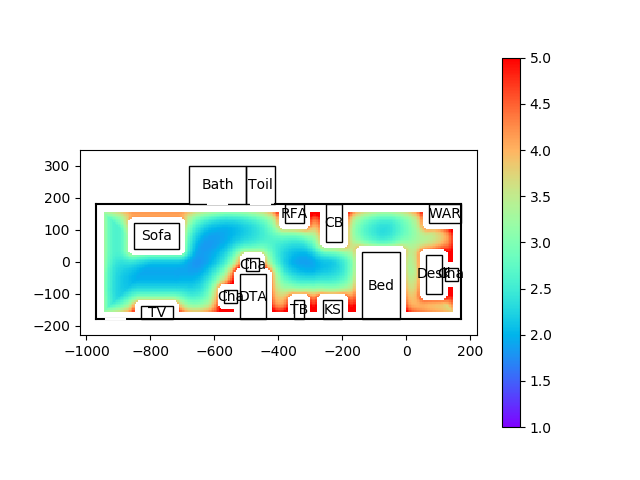 5.0
4.5
4.0
3.5
3.0
2.5
2.0
1.5
1.0
300
200
100
0
−100
−200
Bath Toil
RFA WAR
CB
Sofa
Cha
Desk Cha
Bed
Cha DTA
TV TB KS
−1000 −800 −600 −400 −200 0 200